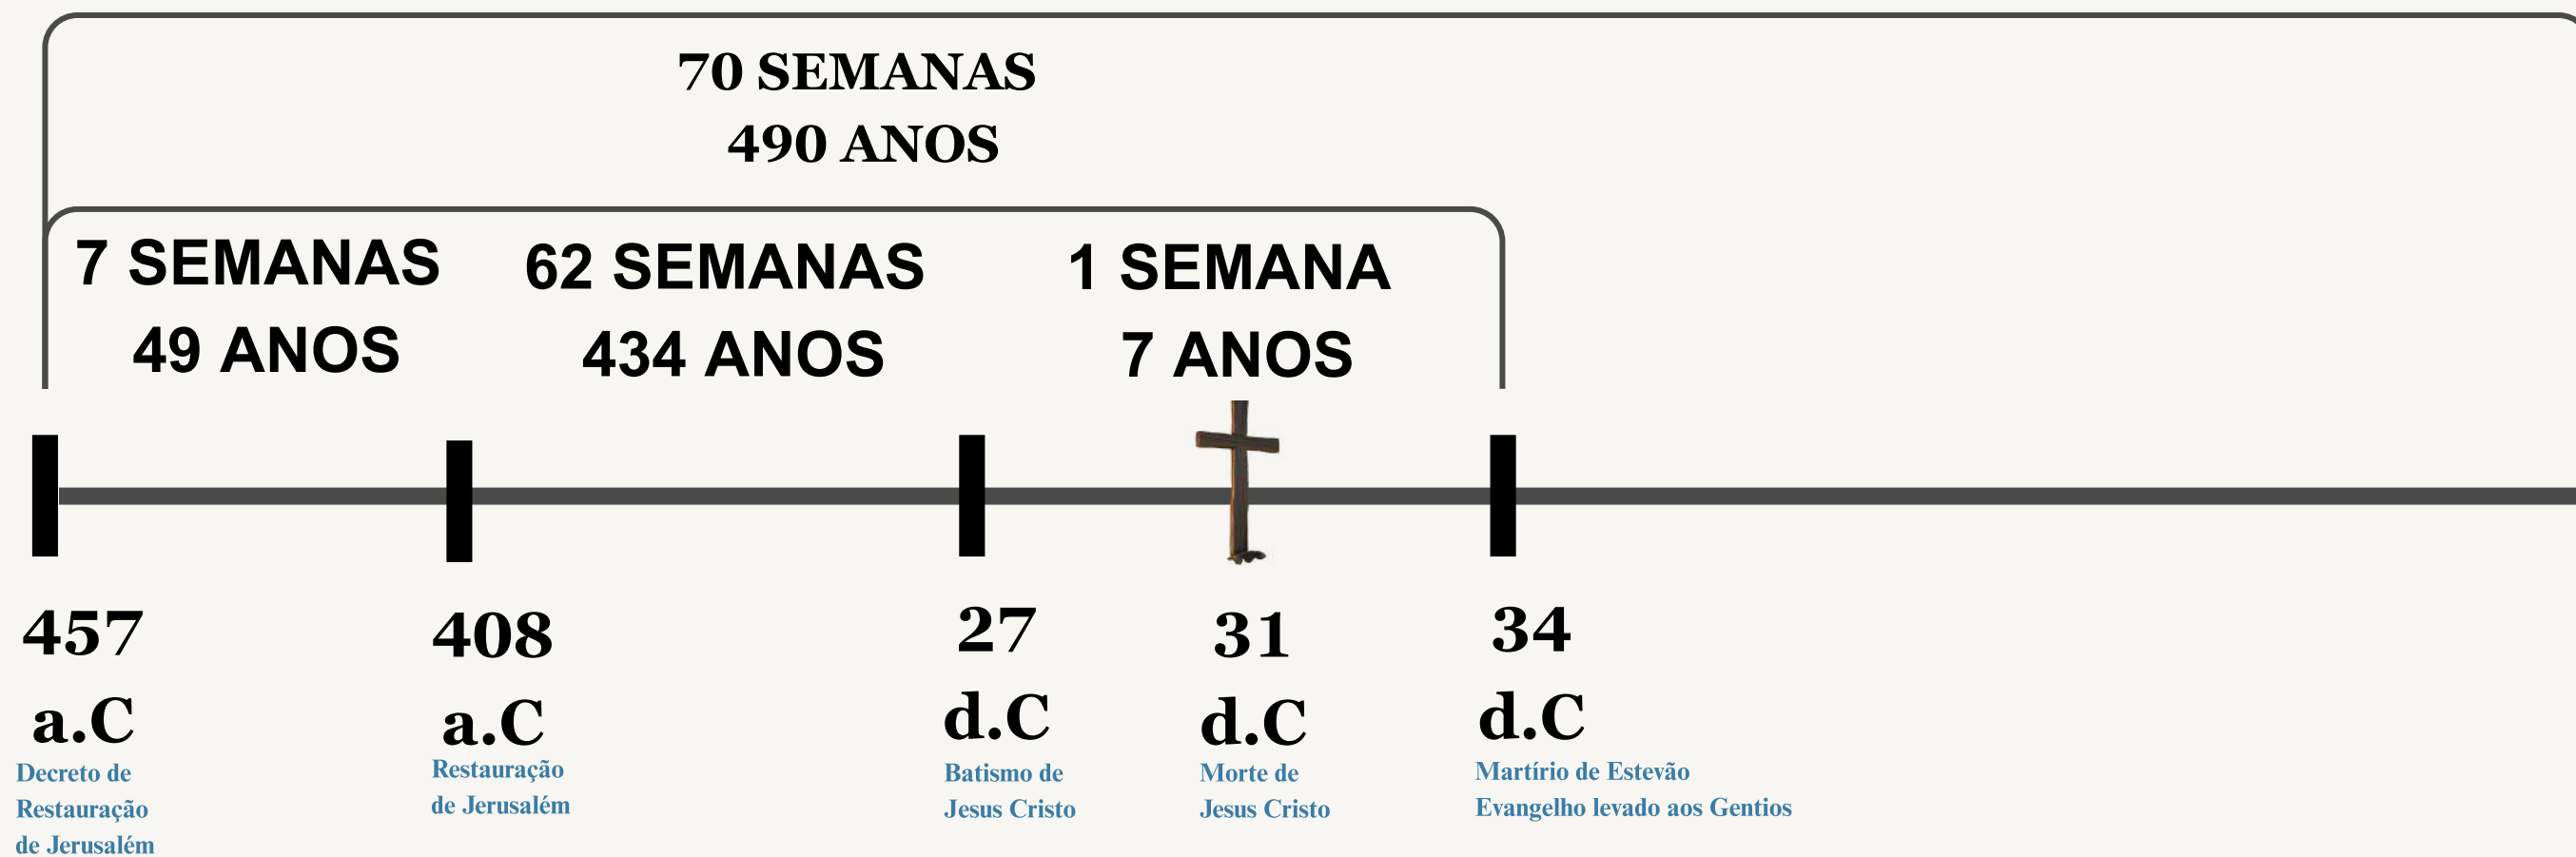 70 SEMANAS
490 ANOS
7 SEMANAS
49 ANOS
62 SEMANAS
434 ANOS
1 SEMANA
7 ANOS
457
a.C
Decreto de
Restauração
de Jerusalém
408
a.C
Restauração
de Jerusalém
27
d.C
Batismo de
Jesus Cristo
31
d.C
Morte de
Jesus Cristo
34
d.C
Martírio de Estevão
Evangelho levado aos Gentios